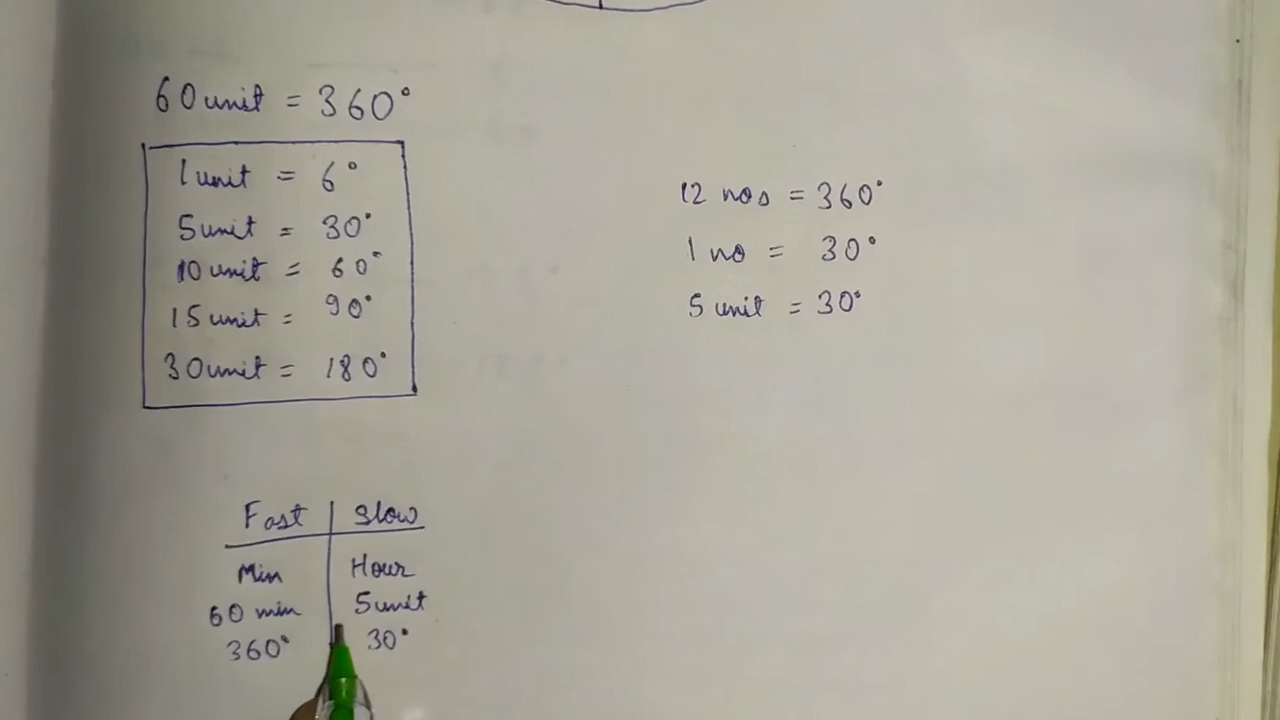 60 unit = 360°
1 unit = 6°
5 unit = 30°
10 unit = 60°
15 unit = 90°
30 unit = 180°
12 nos = 360°
1 no = 30°
5 unit = 30°
Fast | Slow
Min | Hour
60 min | 5 unit
360° | 30°